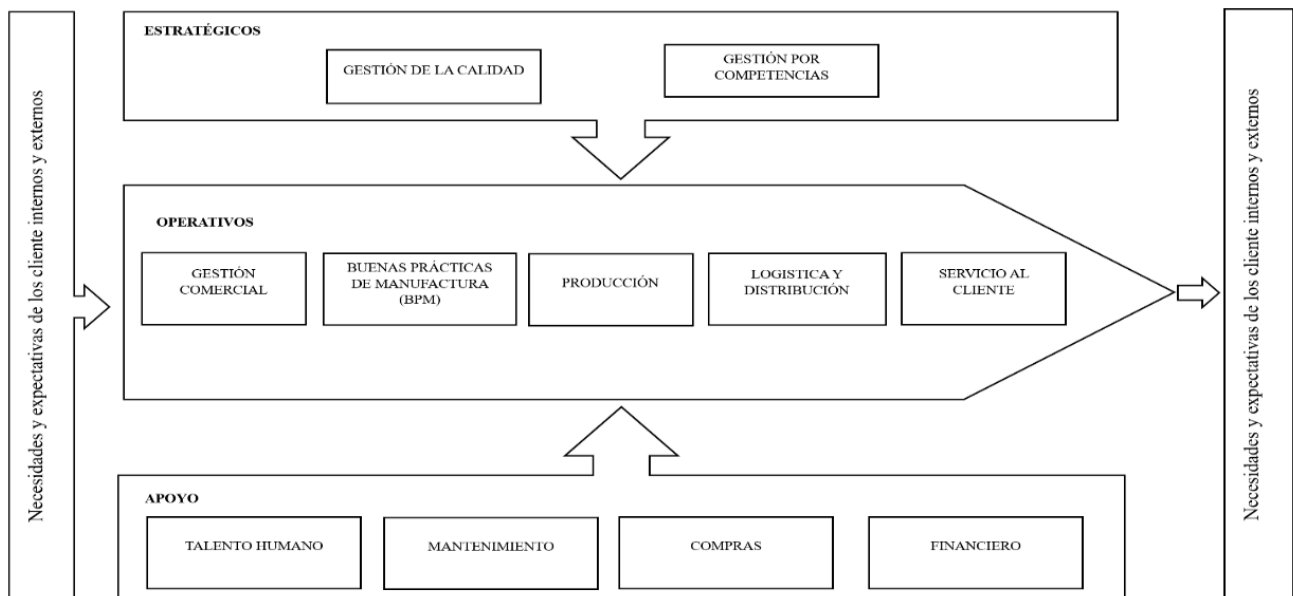 Necesidades y expectativas de los cliente internos y externos
ESTRATÉGICOS
GESTIÓN DE LA CALIDAD
GESTIÓN POR
COMPETENCIAS
OPERATIVOS
GESTIÓN
COMERCIAL
BUENAS PRÁCTICAS
DE MANUFACTURA
(BPM)
PRODUCCIÓN
LOGISTICA Y
DISTRIBUCIÓN
SERVICIO AL
CLIENTE
APOYO
TALENTO HUMANO
MANTENIMIENTO
COMPRAS
FINANCIERO
Necesidades y expectativas de los cliente internos y externos